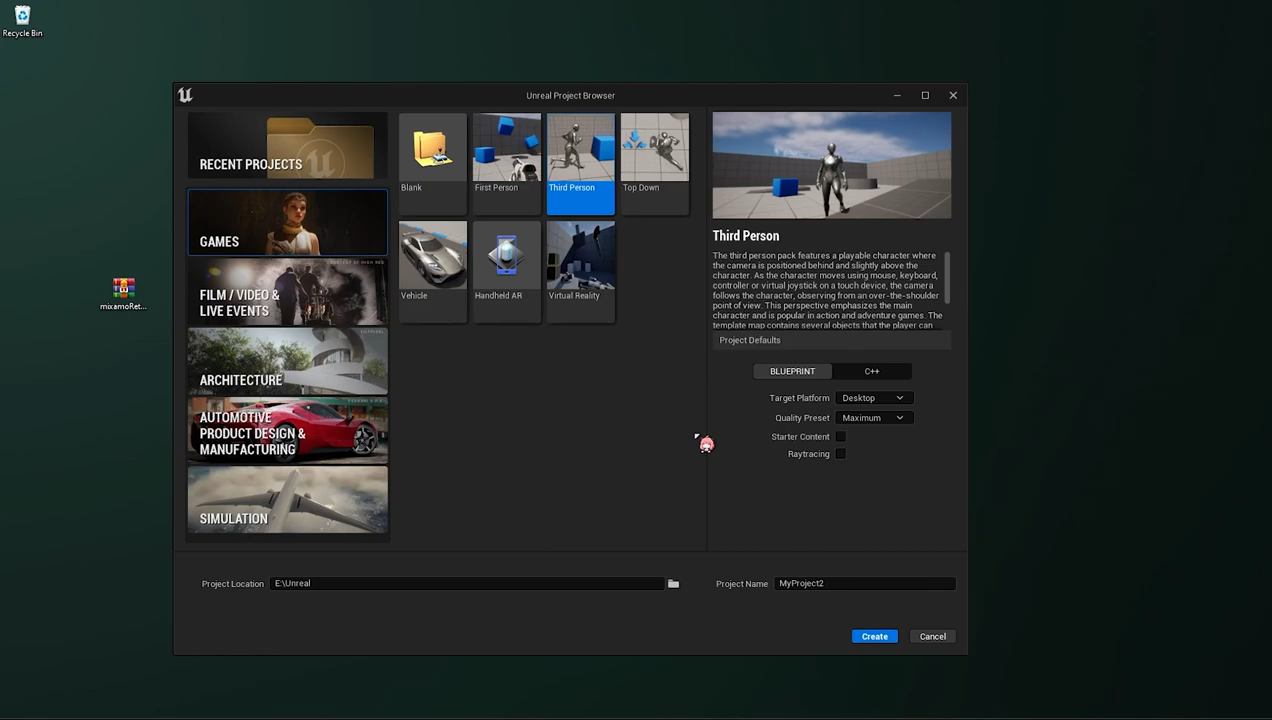 Recycle Bin
Unreal Project Browser
RECENT PROJECTS
GAMES
FILM / VIDEO &
LIVE EVENTS
ARCHITECTURE
AUTOMOTIVE
PRODUCT DESIGN &
MANUFACTURING
SIMULATION
Blank
First Person
Third Person
Top Down
Vehicle
Handheld AR
Virtual Reality
mixamoRet...
Third Person
The third person pack features a playable character where
the camera is positioned behind and slightly above the
character. As the character moves using mouse, keyboard,
controller or virtual joystick on a touch device, the camera
follows the character, observing from an over-the-shoulder
point of view. This perspective emphasizes the main
character and is popular in action and adventure games. The
template map contains several objects that the player can
Project Defaults
BLUEPRINT
C++
Target Platform
Desktop
Quality Preset
Maximum
Starter Content
Raytracing
Project Location
E:\Unreal
Project Name
MyProject2
Create
Cancel